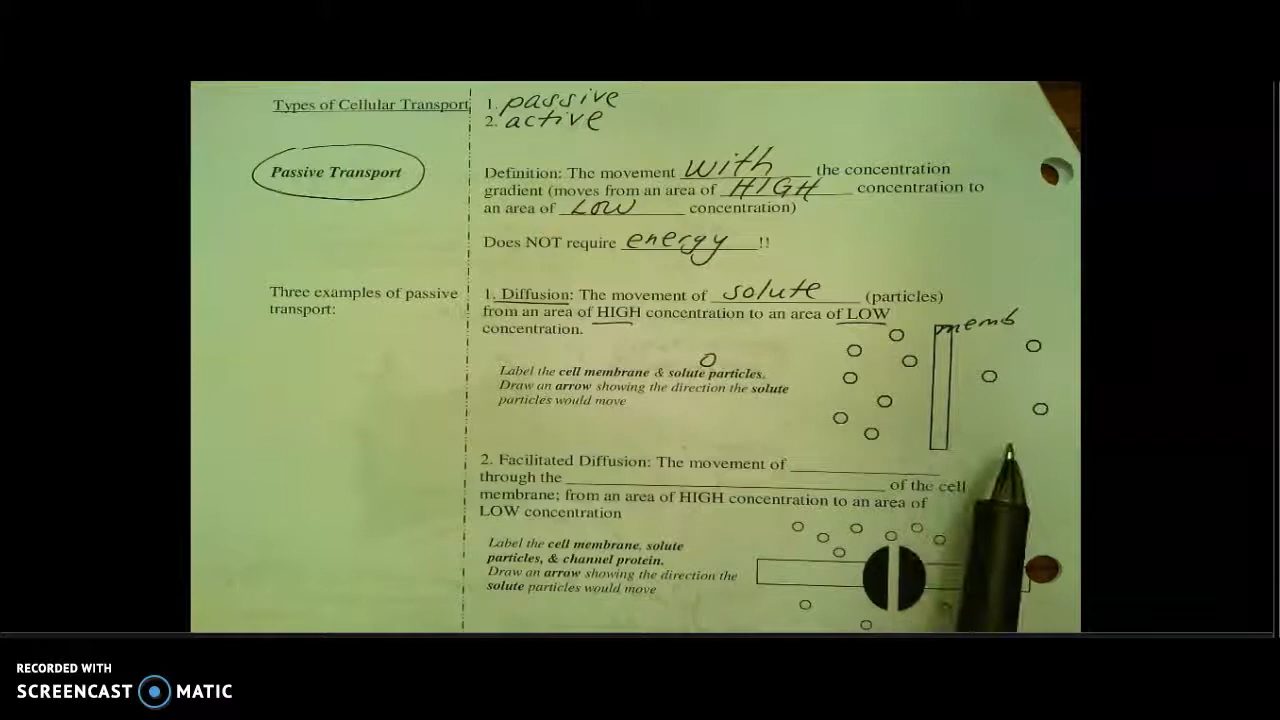 Types of Cellular Transport
1. passive
2. active
Passive Transport
Definition: The movement with the concentration
gradient (moves from an area of HIGH concentration to
an area of LOW concentration)
Does NOT require energy !!
Three examples of passive
transport:
1. Diffusion: The movement of solute (particles)
from an area of HIGH concentration to an area of LOW
concentration.
memb
Label the cell membrane & solute particles.
Draw an arrow showing the direction the solute
particles would move
2. Facilitated Diffusion: The movement of ____
through the ____ of the cell
membrane; from an area of HIGH concentration to an area of
LOW concentration
Label the cell membrane, solute
particles, & channel protein.
Draw an arrow showing the direction the
solute particles would move
RECORDED WITH
SCREENCAST MATIC